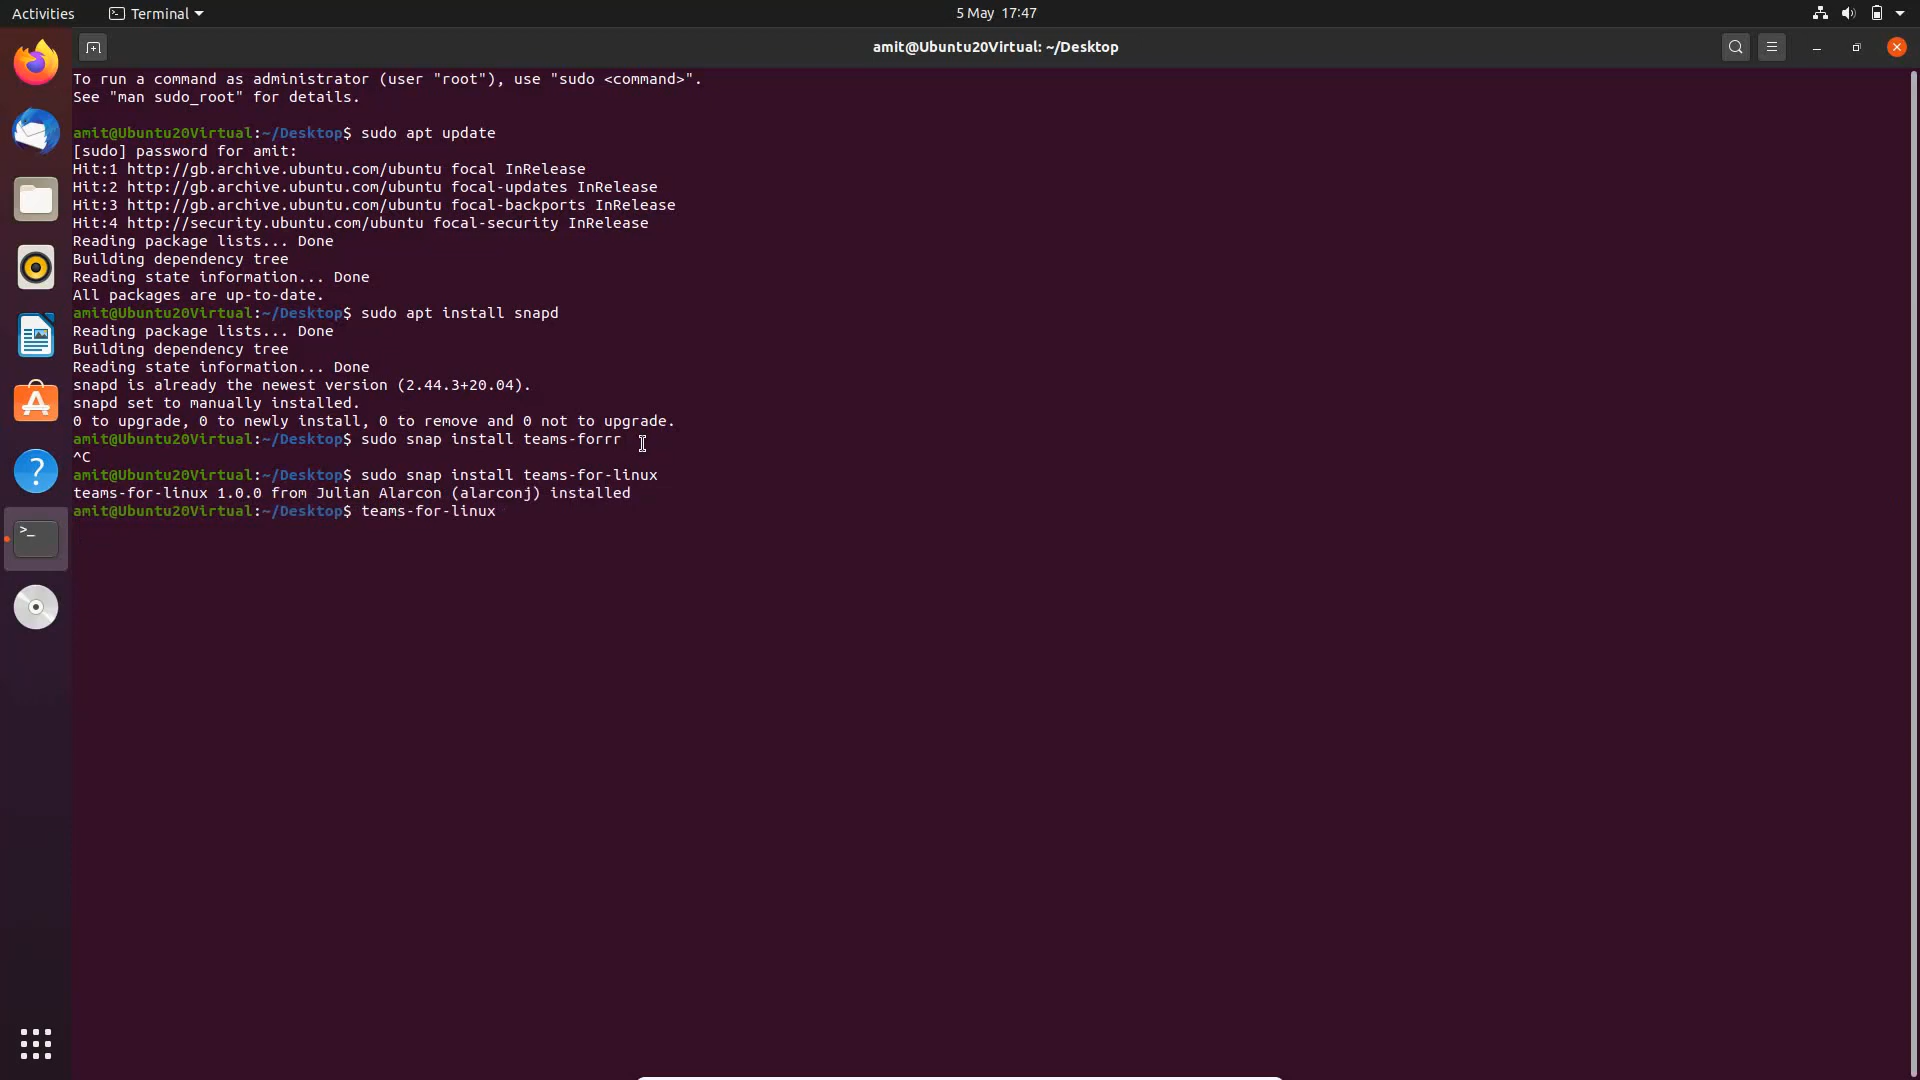 Activities
Terminal
5 May 17:47
amit@Ubuntu20Virtual: ~/Desktop
To run a command as administrator (user "root"), use "sudo <command>".
See "man sudo_root" for details.
amit@Ubuntu20Virtual:~/Desktop$ sudo apt update
[sudo] password for amit:
Hit:1 http://gb.archive.ubuntu.com/ubuntu focal InRelease
Hit:2 http://gb.archive.ubuntu.com/ubuntu focal-updates InRelease
Hit:3 http://gb.archive.ubuntu.com/ubuntu focal-backports InRelease
Hit:4 http://security.ubuntu.com/ubuntu focal-security InRelease
Reading package lists... Done
Building dependency tree
Reading state information... Done
All packages are up-to-date.
amit@Ubuntu20Virtual:~/Desktop$ sudo apt install snapd
Reading package lists... Done
Building dependency tree
Reading state information... Done
snapd is already the newest version (2.44.3+20.04).
snapd set to manually installed.
0 to upgrade, 0 to newly install, 0 to remove and 0 not to upgrade.
amit@Ubuntu20Virtual:~/Desktop$ sudo snap install teams-forrr
^C
amit@Ubuntu20Virtual:~/Desktop$ sudo snap install teams-for-linux
teams-for-linux 1.0.0 from Julian Alarcon (alarconj) installed
amit@Ubuntu20Virtual:~/Desktop$ teams-for-linux